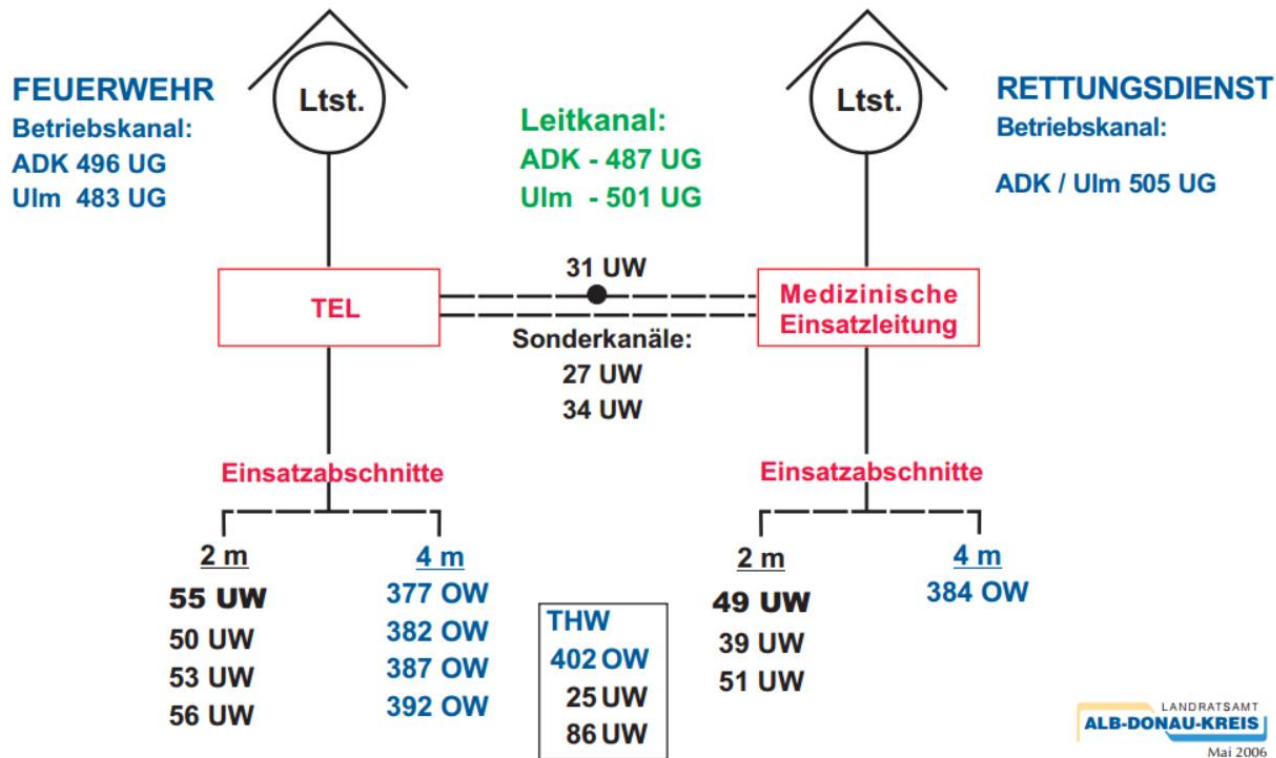 FEUERWEHR
Betriebskanal:
ADK 496 UG
Ulm 483 UG
Ltst.
Leitkanal:
ADK - 487 UG
Ulm - 501 UG
Ltst.
RETTUNGSDIENST
Betriebskanal:
ADK / Ulm 505 UG
TEL
31 UW
Sonderkanäle:
27 UW
34 UW
Medizinische
Einsatzleitung
Einsatzabschnitte
2 m
55 UW
50 UW
53 UW
56 UW
4 m
377 OW
382 OW
387 OW
392 OW
THW
402 OW
25 UW
86 UW
Einsatzabschnitte
2 m
49 UW
39 UW
51 UW
4 m
384 OW
LANDRATSAMT
ALB-DONAU-KREIS
Mai 2006